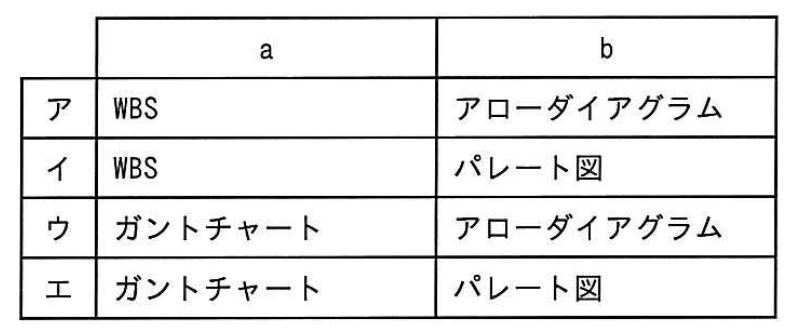 a b
ア WBS アローダイアグラム
イ WBS パレート図
ウ ガントチャート アローダイアグラム
エ ガントチャート パレート図